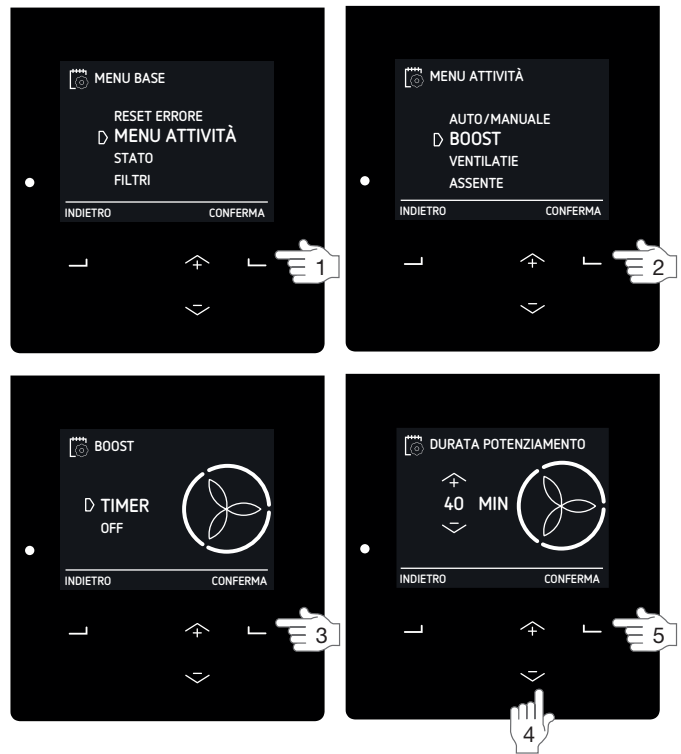 MENU BASE
RESET ERRORE
MENU ATTIVITÀ
STATO
FILTRI
INDIETRO CONFERMA
1
MENU ATTIVITÀ
AUTO/MANUALE
BOOST
VENTILATIE
ASSENTE
INDIETRO CONFERMA
2
BOOST
TIMER
OFF
INDIETRO CONFERMA
3
DURATA POTENZIAMENTO
40 MIN
INDIETRO CONFERMA
5
4